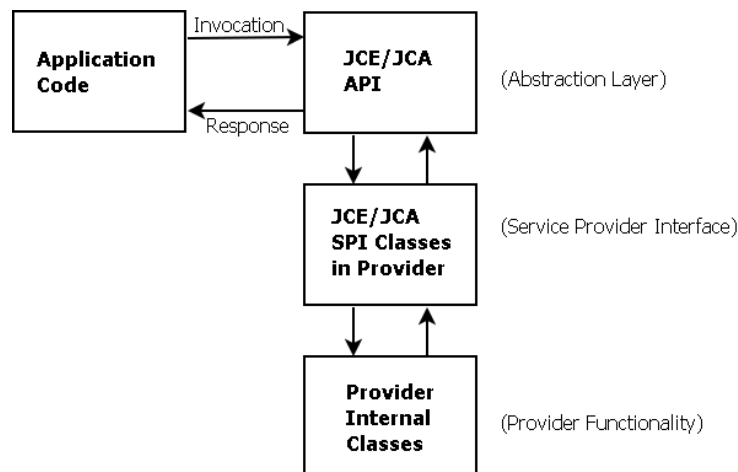 Invocation
Application
Code
JCE/JCA
API
(Abstraction Layer)
Response
JCE/JCA
SPI Classes
in Provider
(Service Provider Interface)
Provider
Internal
Classes
(Provider Functionality)